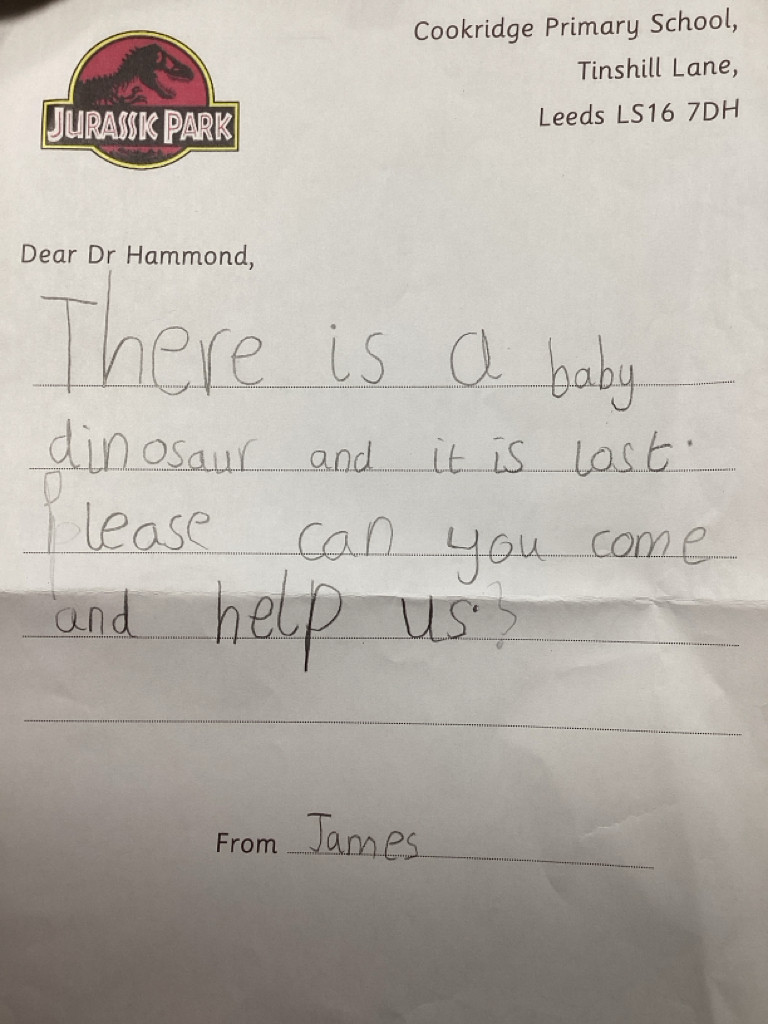 Cookridge Primary School,
Tinshill Lane,
Leeds LS16 7DH
JURASSIC PARK
Dear Dr Hammond,
There is a baby
dinosaur and it is lost.
Please can you come
and help us.?
From James